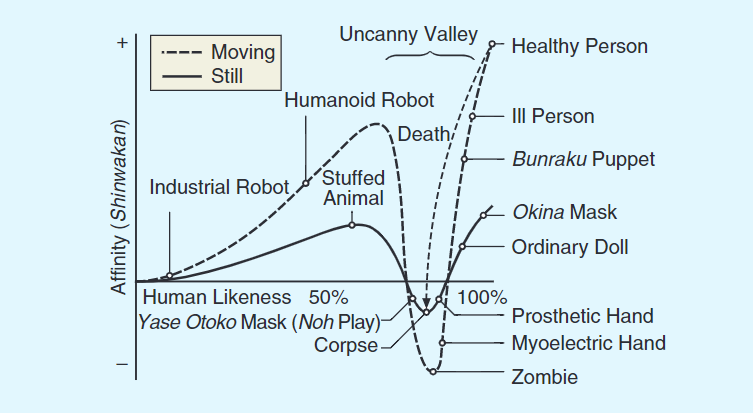 Uncanny Valley
+
Moving
Still
Healthy Person
Humanoid Robot
Ill Person
Death
Bunraku Puppet
Industrial Robot
Stuffed
Animal
Okina Mask
Ordinary Doll
Affinity (Shinwakan)
Human Likeness 50%
100%
Yase Otoko Mask (Noh Play)
Prosthetic Hand
Corpse
Myoelectric Hand
−
Zombie